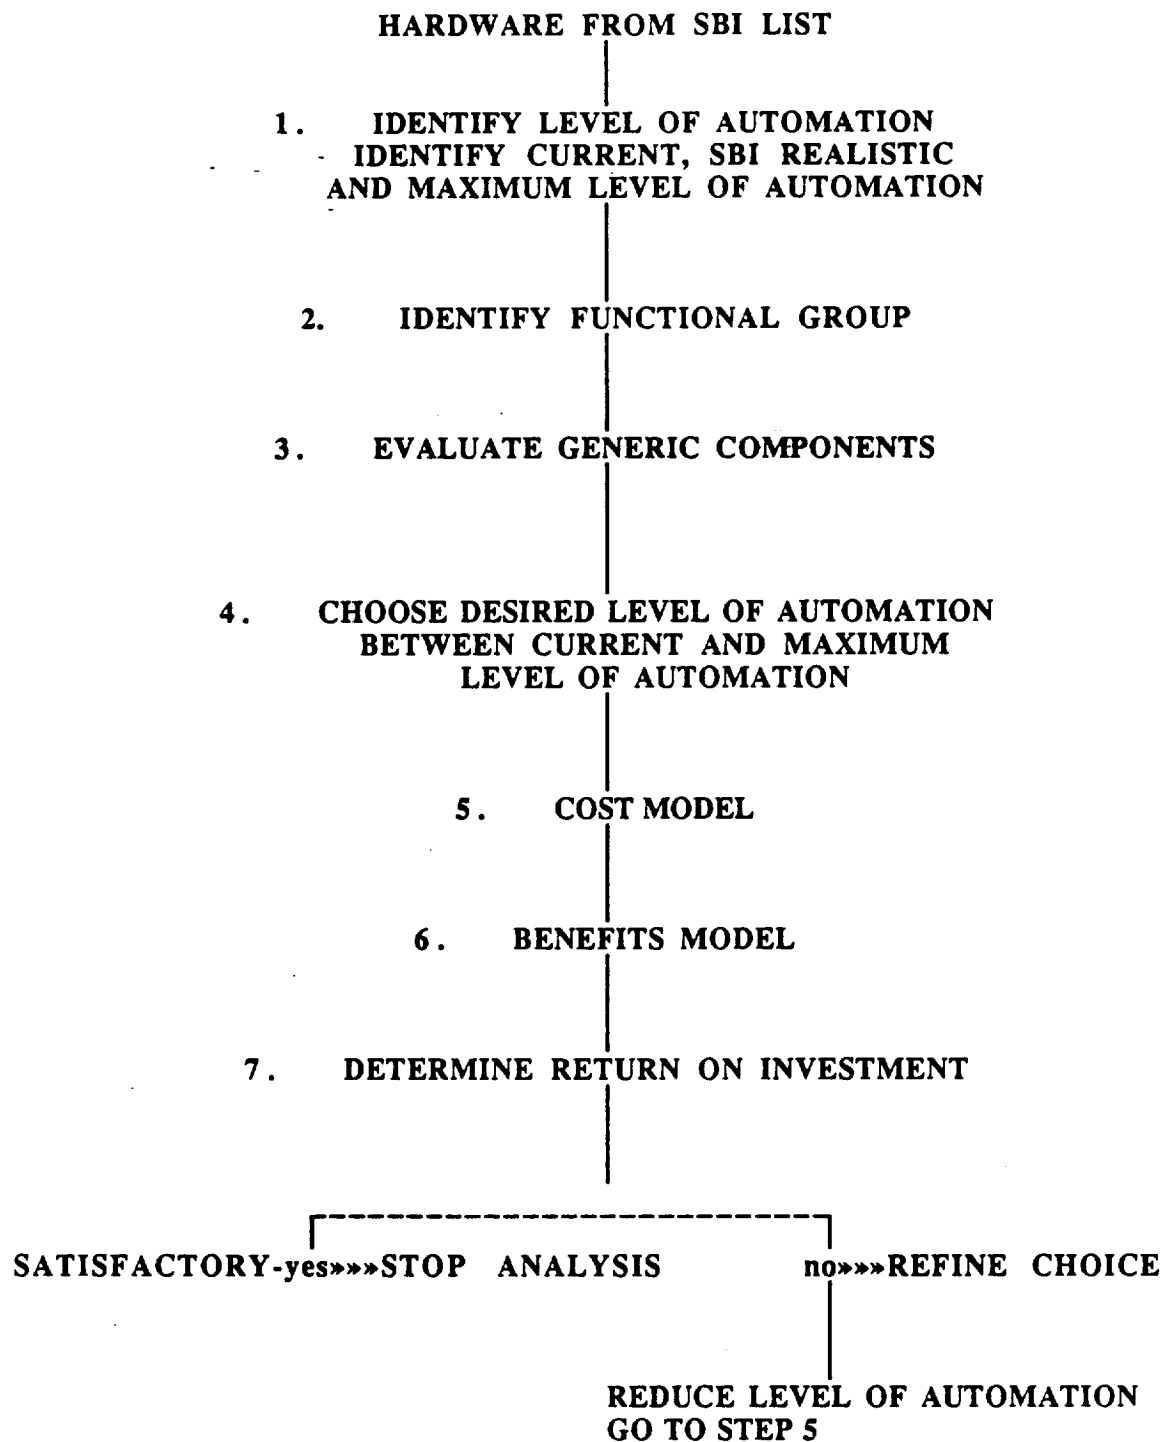 HARDWARE FROM SBI LIST
1. IDENTIFY LEVEL OF AUTOMATION
IDENTIFY CURRENT, SBI REALISTIC
AND MAXIMUM LEVEL OF AUTOMATION
2. IDENTIFY FUNCTIONAL GROUP
3. EVALUATE GENERIC COMPONENTS
4. CHOOSE DESIRED LEVEL OF AUTOMATION
BETWEEN CURRENT AND MAXIMUM
LEVEL OF AUTOMATION
5. COST MODEL
6. BENEFITS MODEL
7. DETERMINE RETURN ON INVESTMENT
SATISFACTORY-yes»»»STOP ANALYSIS no»»»REFINE CHOICE
REDUCE LEVEL OF AUTOMATION
GO TO STEP 5